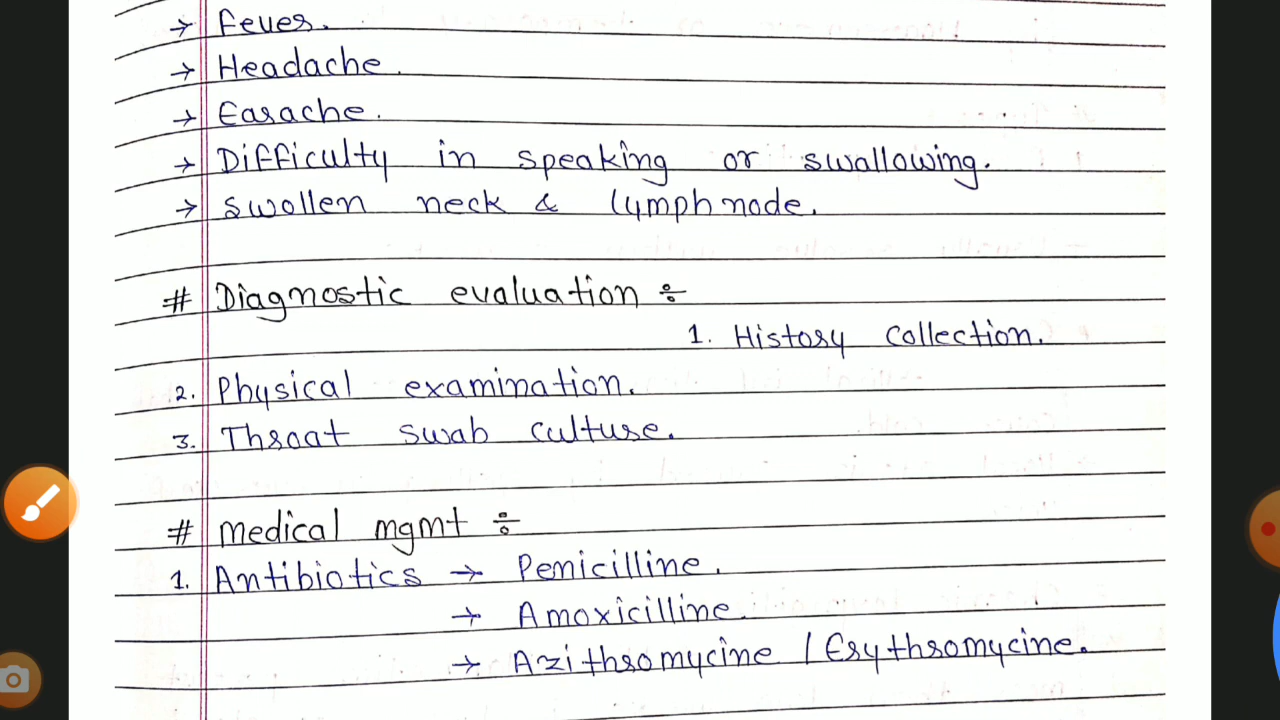 → Fever.
→ Headache.
→ Earache.
→ Difficulty in speaking or swallowing.
→ Swollen neck & lymph node.
# Diagnostic evaluation ÷
1. History collection.
2. Physical examination.
3. Throat swab culture.
# Medical mgmt ÷
1. Antibiotics → Penicilline.
→ Amoxicilline.
→ Azithromycine / Erythromycine.